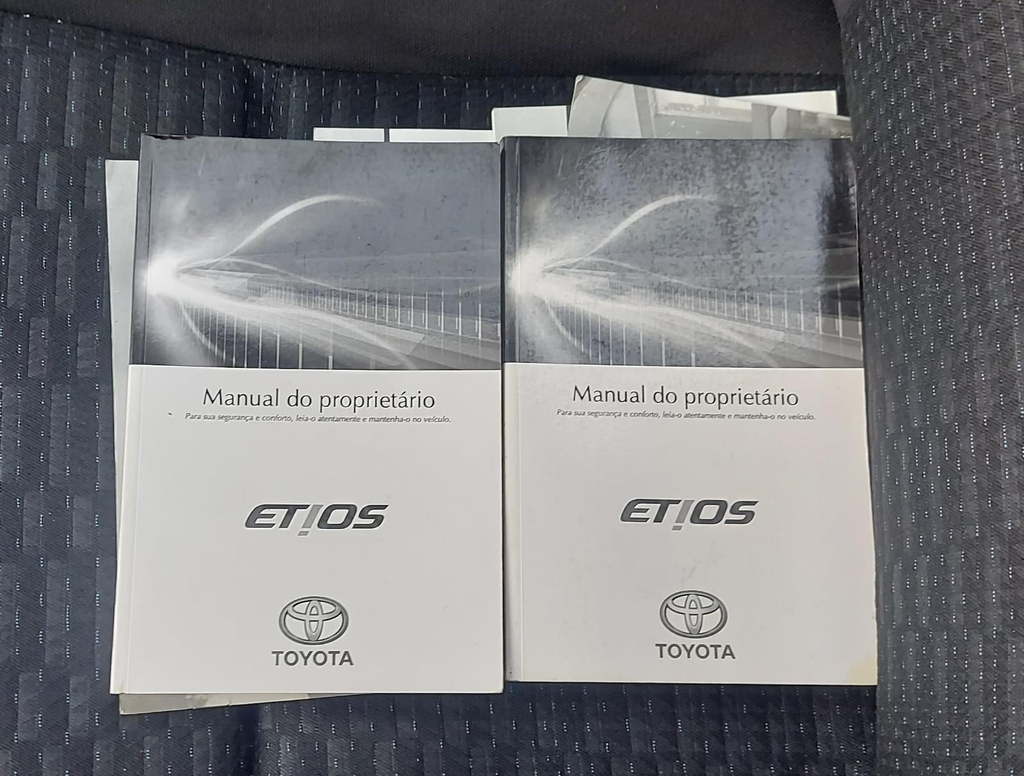 Manual do proprietário
Para sua segurança e conforto, leia-o atentamente e mantenha-o no veículo.
ETIOS
TOYOTA
Manual do proprietário
Para sua segurança e conforto, leia-o atentamente e mantenha-o no veículo.
ETIOS
TOYOTA